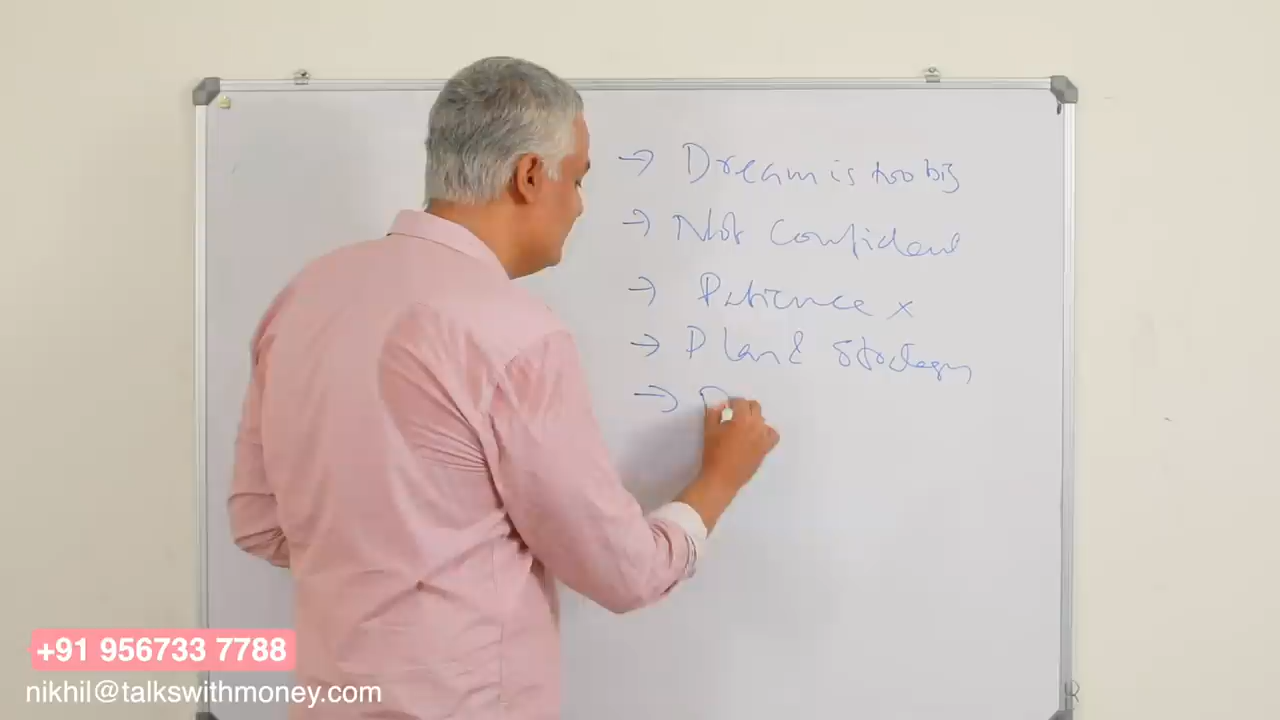 → Dream is too big
→ Not Confident
→ Patience x
→ Plan & Strategy
→
+91 956733 7788
nikhil@talkswithmoney.com